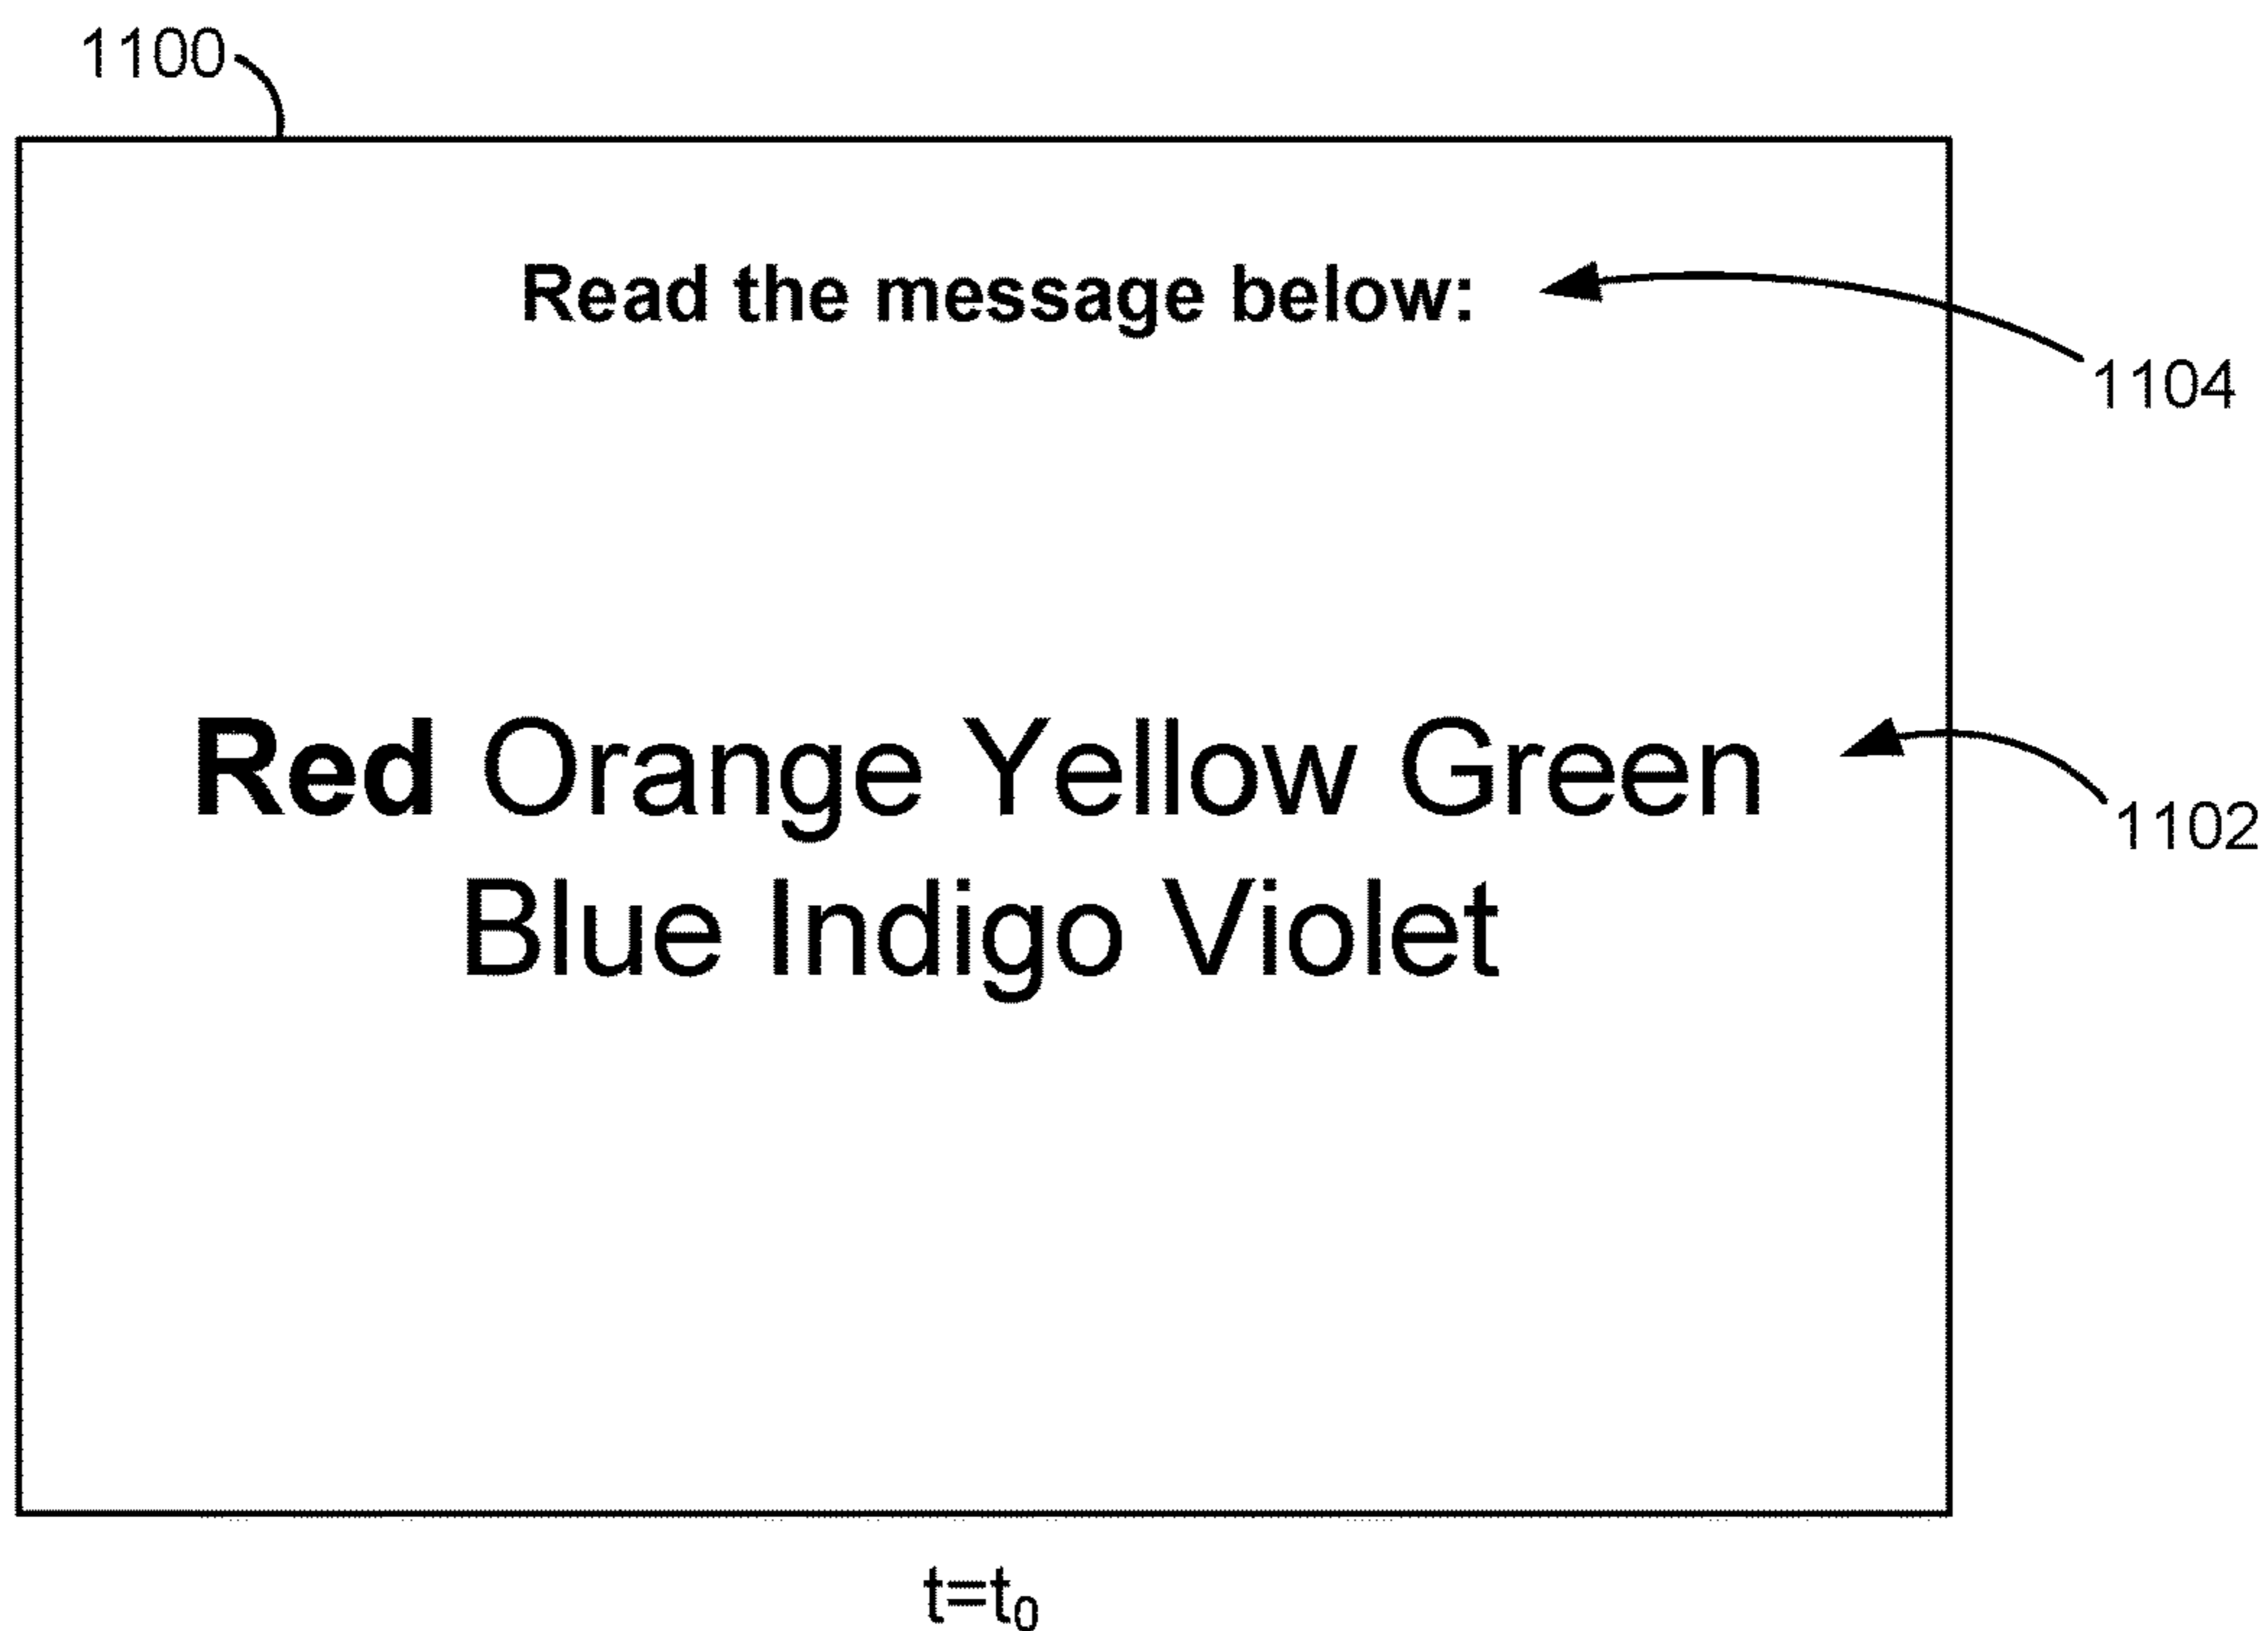 1100
Read the message below:
1104
Red Orange Yellow Green
1102
Blue Indigo Violet
t=t₀